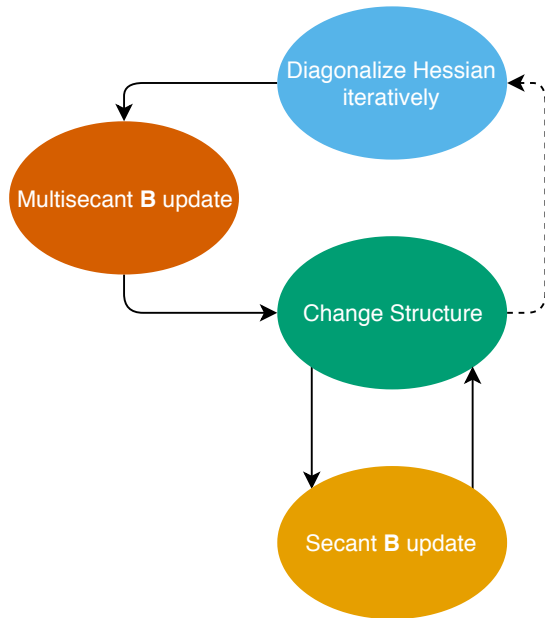 Diagonalize Hessian
iteratively
Multisecant B update
Change Structure
Secant B update